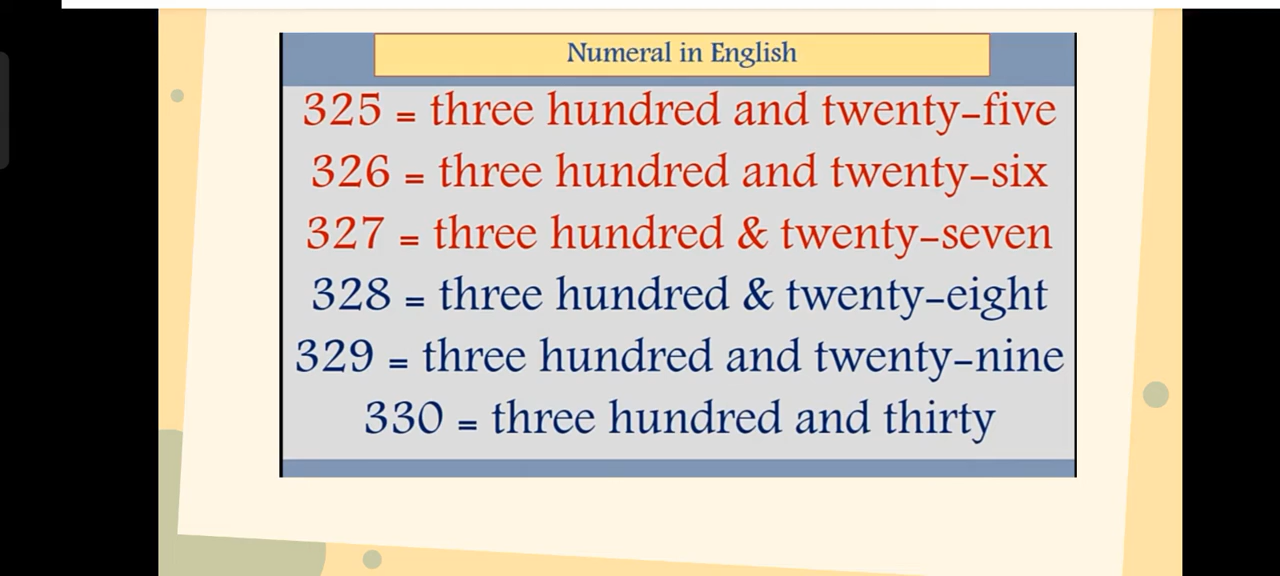 Numeral in English
325 = three hundred and twenty-five
326 = three hundred and twenty-six
327 = three hundred & twenty-seven
328 = three hundred & twenty-eight
329 = three hundred and twenty-nine
330 = three hundred and thirty